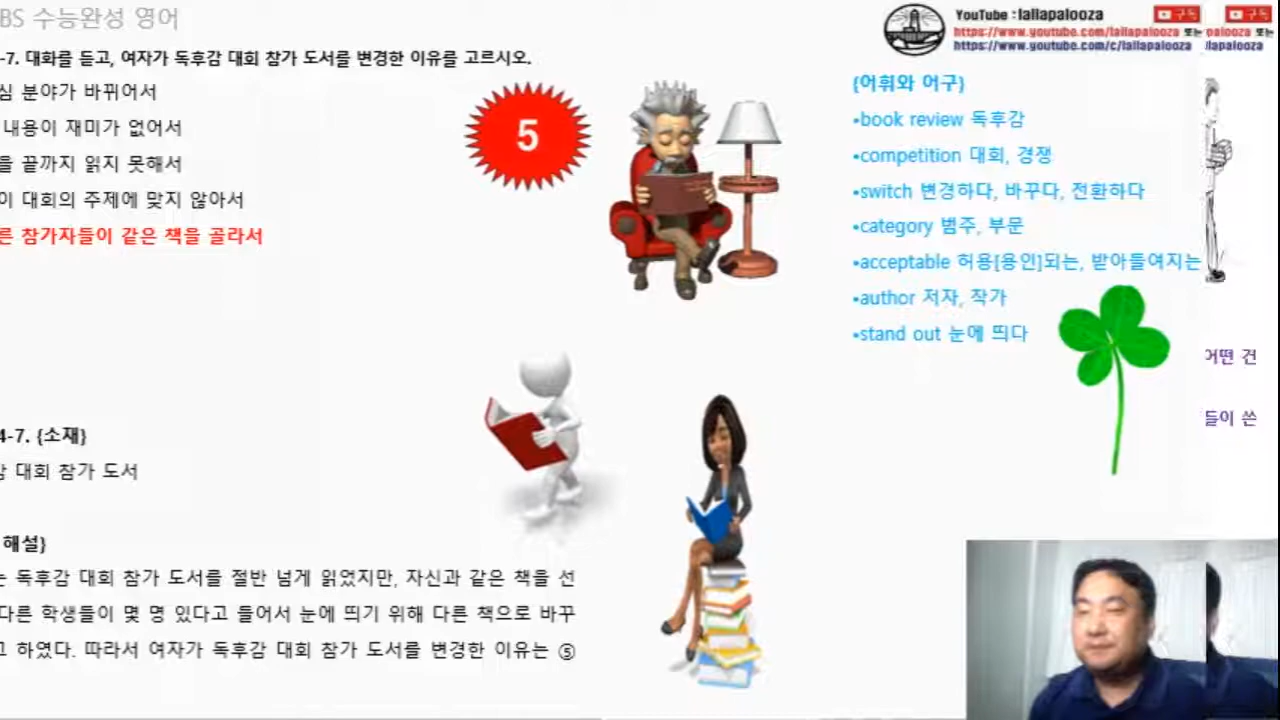 BS 수능완성 영어
-7. 대화를 듣고, 여자가 독후감 대회 참가 도서를 변경한 이유를 고르시오.
심 분야가 바뀌어서
내용이 재미가 없어서
을 끝까지 읽지 못해서
이 대회의 주제에 맞지 않아서
른 참가자들이 같은 책을 골라서
5
YouTube : lallapalooza
구독
구독
https://www.youtube.com/lallapalooza 또는
palooza 또는
https://www.youtube.com/c/lallapalooza
/lapalooza
{어휘와 어구}
•book review 독후감
•competition 대회, 경쟁
•switch 변경하다, 바꾸다, 전환하다
•category 범주, 부문
•acceptable 허용[용인]되는, 받아들여지는
•author 저자, 작가
•stand out 눈에 띄다
어떤 건
들이 쓴
4-7. {소재}
감 대회 참가 도서
해설}
는 독후감 대회 참가 도서를 절반 넘게 읽었지만, 자신과 같은 책을 선
다른 학생들이 몇 명 있다고 들어서 눈에 띄기 위해 다른 책으로 바꾸
고 하였다. 따라서 여자가 독후감 대회 참가 도서를 변경한 이유는 ⑤